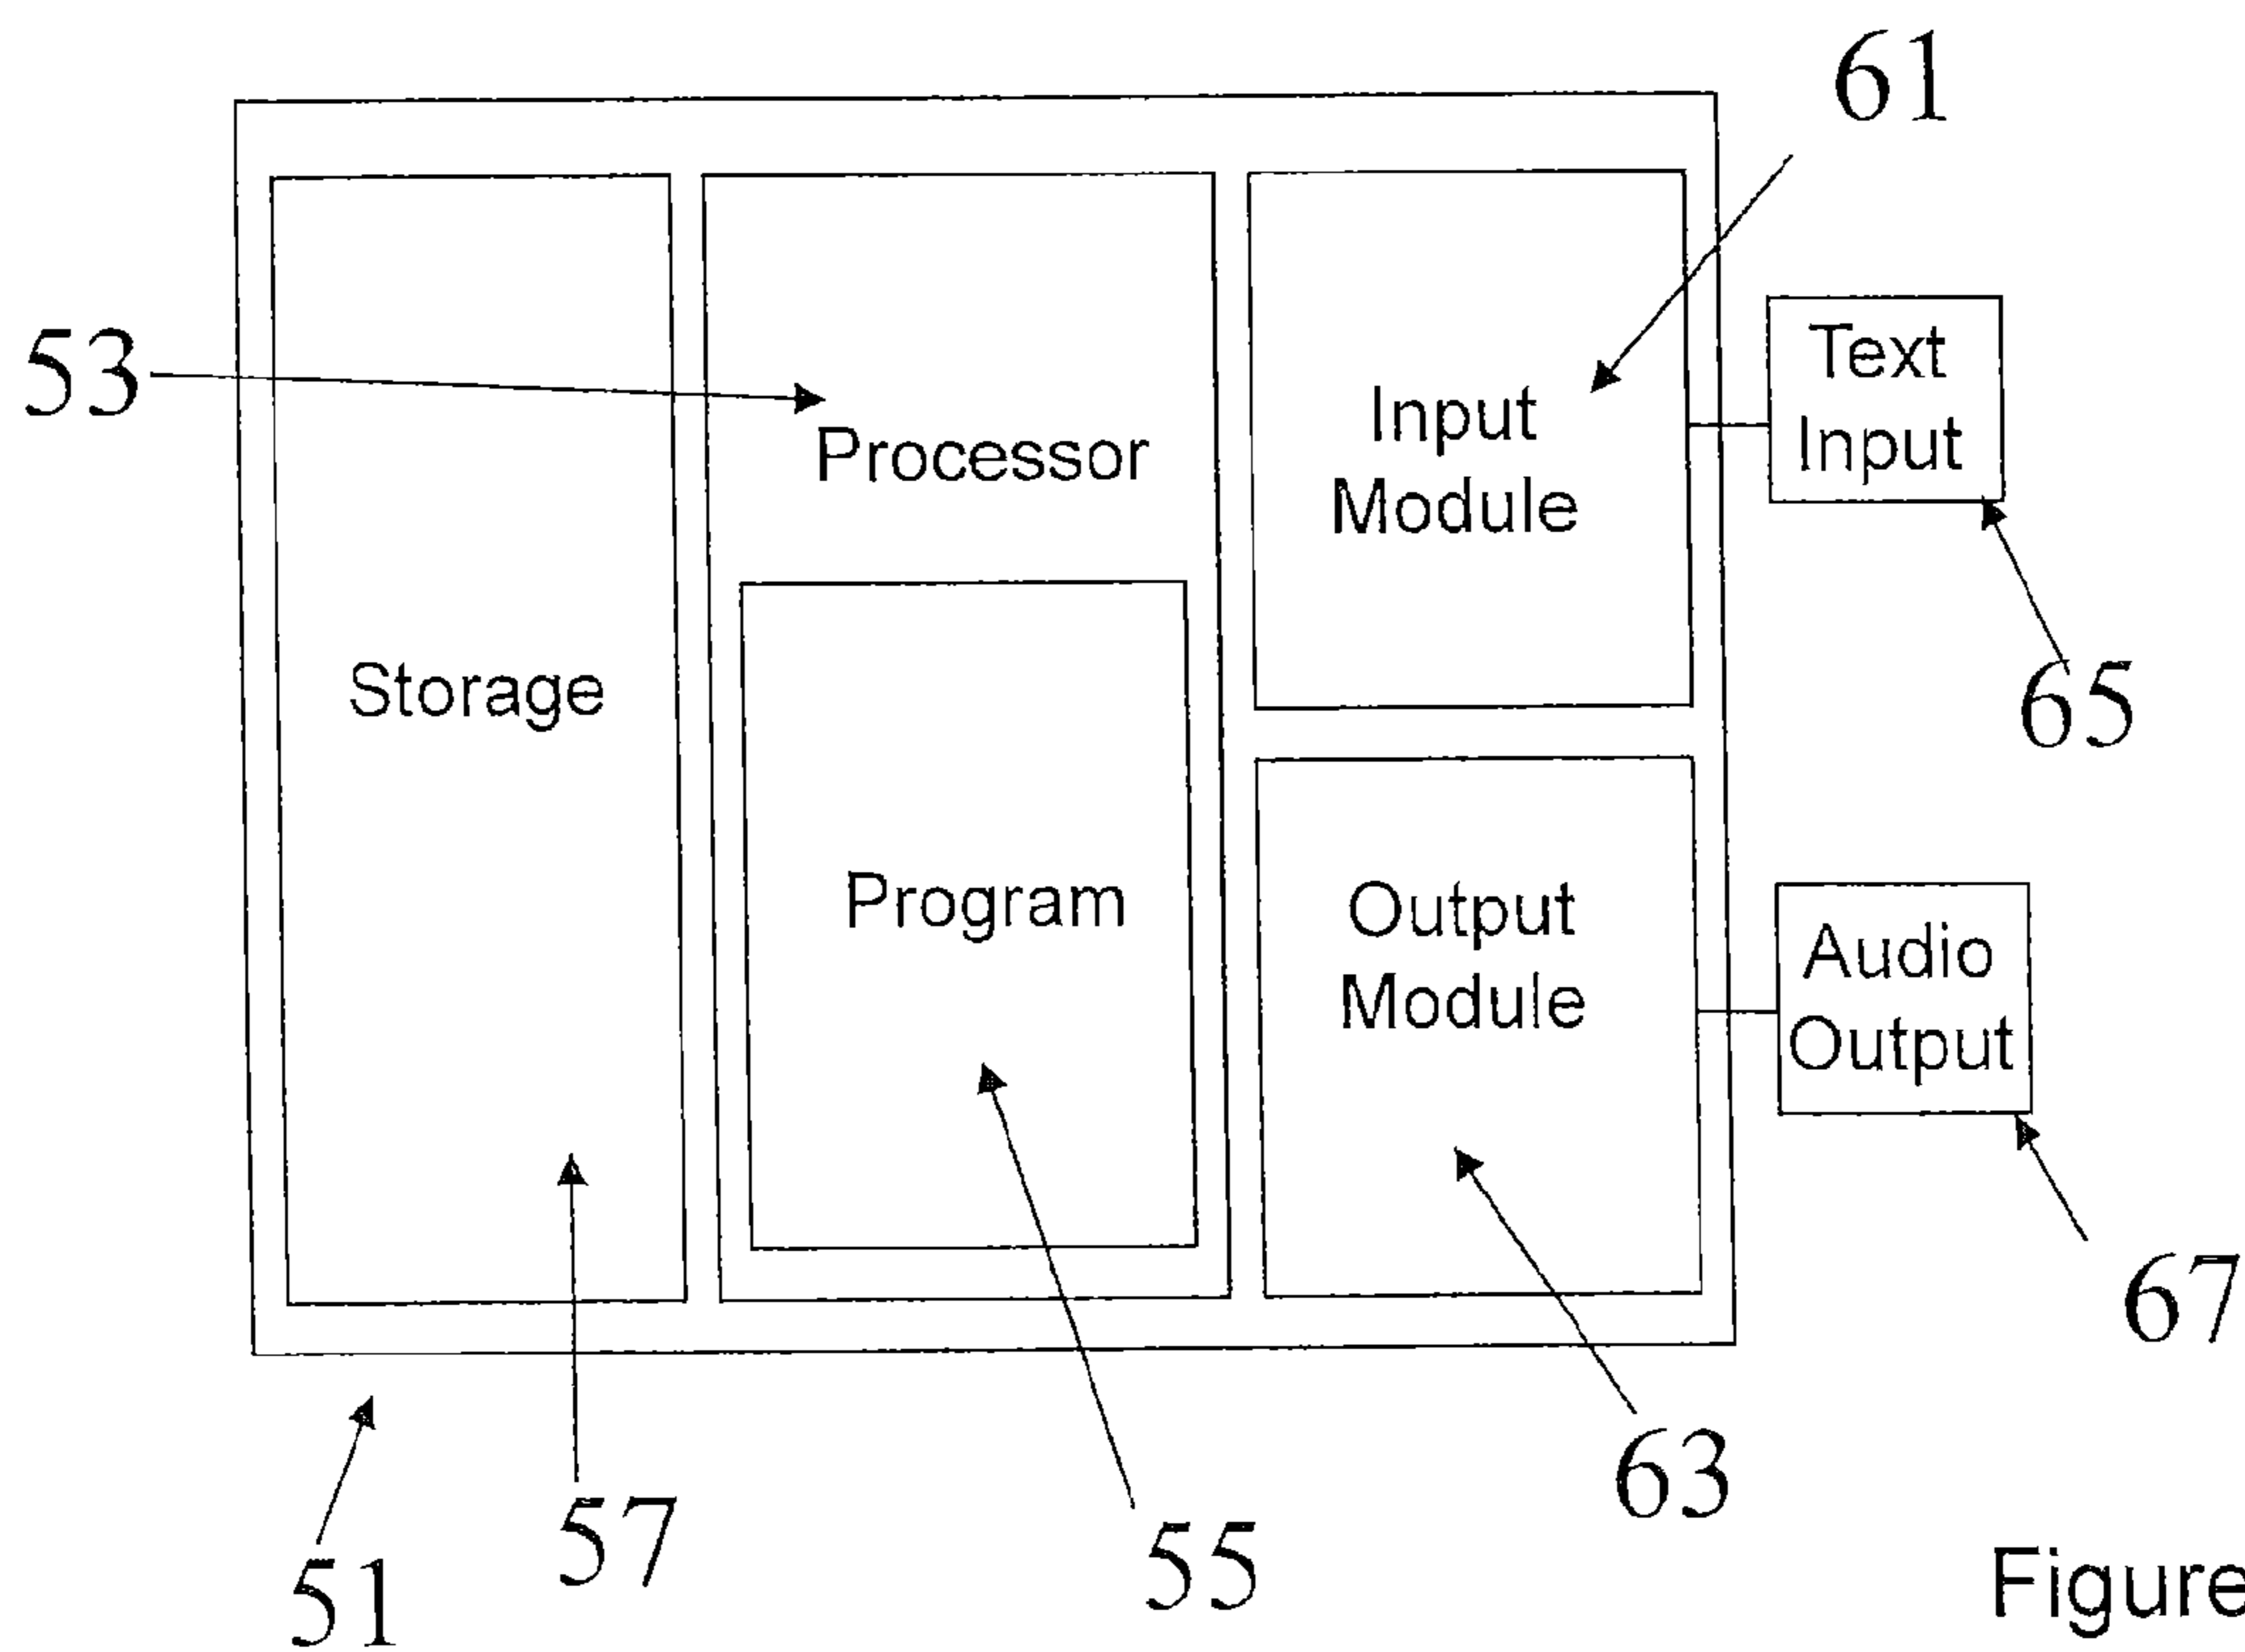 61
53
Text
Input
Input
Module
Processor
65
Storage
Program
Output
Module
Audio
Output
67
63
57
55
51
Figure